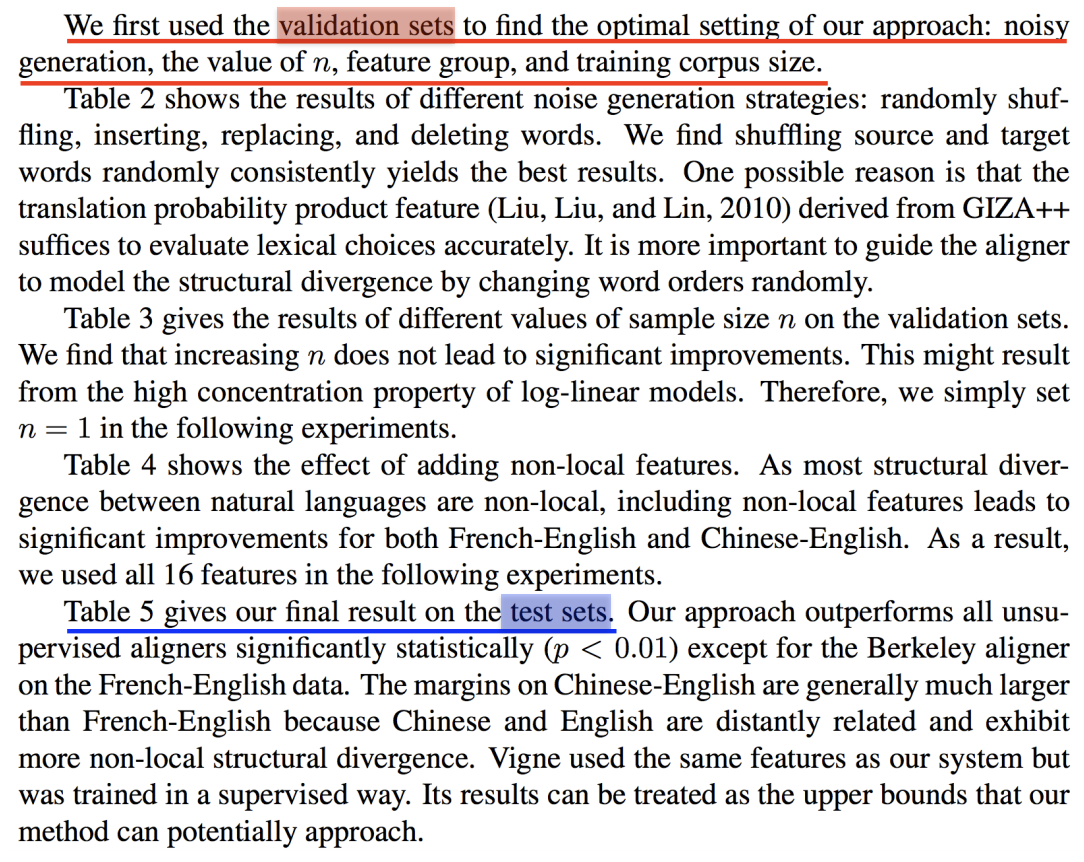 We first used the validation sets to find the optimal setting of our approach: noisy
generation, the value of n, feature group, and training corpus size.
Table 2 shows the results of different noise generation strategies: randomly shuf-
fling, inserting, replacing, and deleting words. We find shuffling source and target
words randomly consistently yields the best results. One possible reason is that the
translation probability product feature (Liu, Liu, and Lin, 2010) derived from GIZA++
suffices to evaluate lexical choices accurately. It is more important to guide the aligner
to model the structural divergence by changing word orders randomly.
Table 3 gives the results of different values of sample size n on the validation sets.
We find that increasing n does not lead to significant improvements. This might result
from the high concentration property of log-linear models. Therefore, we simply set
n = 1 in the following experiments.
Table 4 shows the effect of adding non-local features. As most structural diver-
gence between natural languages are non-local, including non-local features leads to
significant improvements for both French-English and Chinese-English. As a result,
we used all 16 features in the following experiments.
Table 5 gives our final result on the test sets. Our approach outperforms all unsu-
pervised aligners significantly statistically (p < 0.01) except for the Berkeley aligner
on the French-English data. The margins on Chinese-English are generally much larger
than French-English because Chinese and English are distantly related and exhibit
more non-local structural divergence. Vigne used the same features as our system but
was trained in a supervised way. Its results can be treated as the upper bounds that our
method can potentially approach.